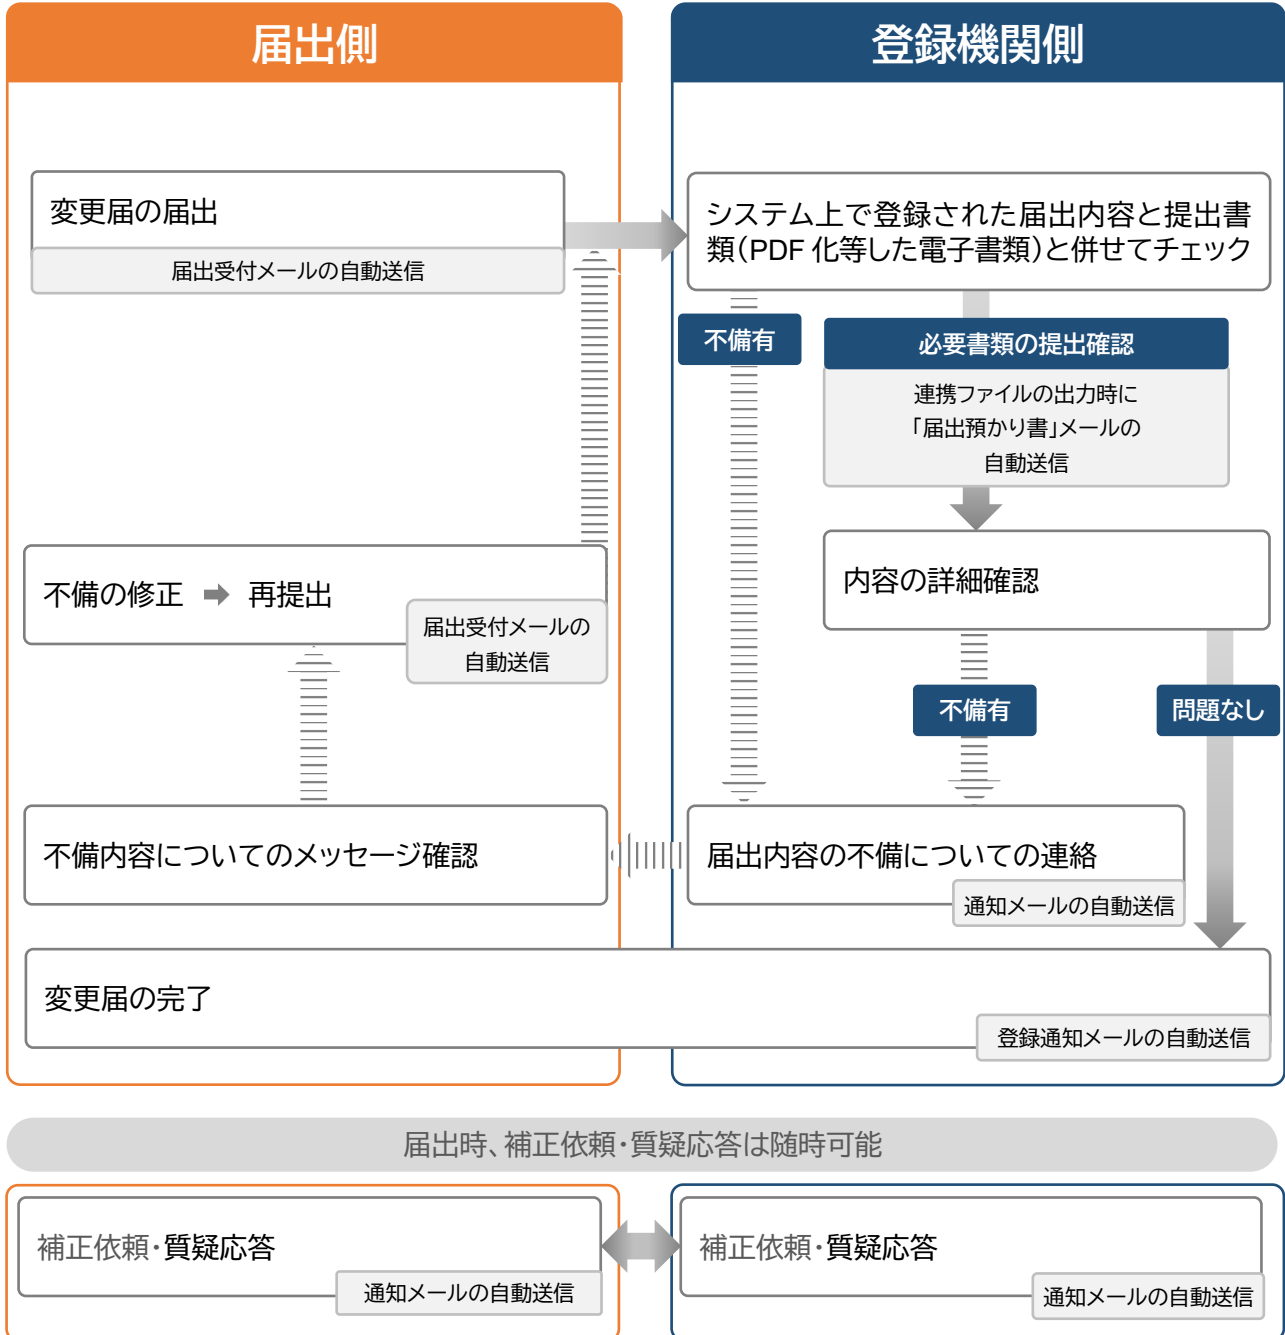 届出側
登録機関側
変更届の届出
届出受付メールの自動送信
システム上で登録された届出内容と提出書
類(PDF 化等した電子書類)と併せてチェック
不備有
必要書類の提出確認
連携ファイルの出力時に
「届出預かり書」メールの
自動送信
内容の詳細確認
不備の修正 ➡ 再提出
届出受付メールの
自動送信
不備有
問題なし
不備内容についてのメッセージ確認
届出内容の不備についての連絡
通知メールの自動送信
変更届の完了
登録通知メールの自動送信
届出時、補正依頼・質疑応答は随時可能
補正依頼・質疑応答
通知メールの自動送信
補正依頼・質疑応答
通知メールの自動送信